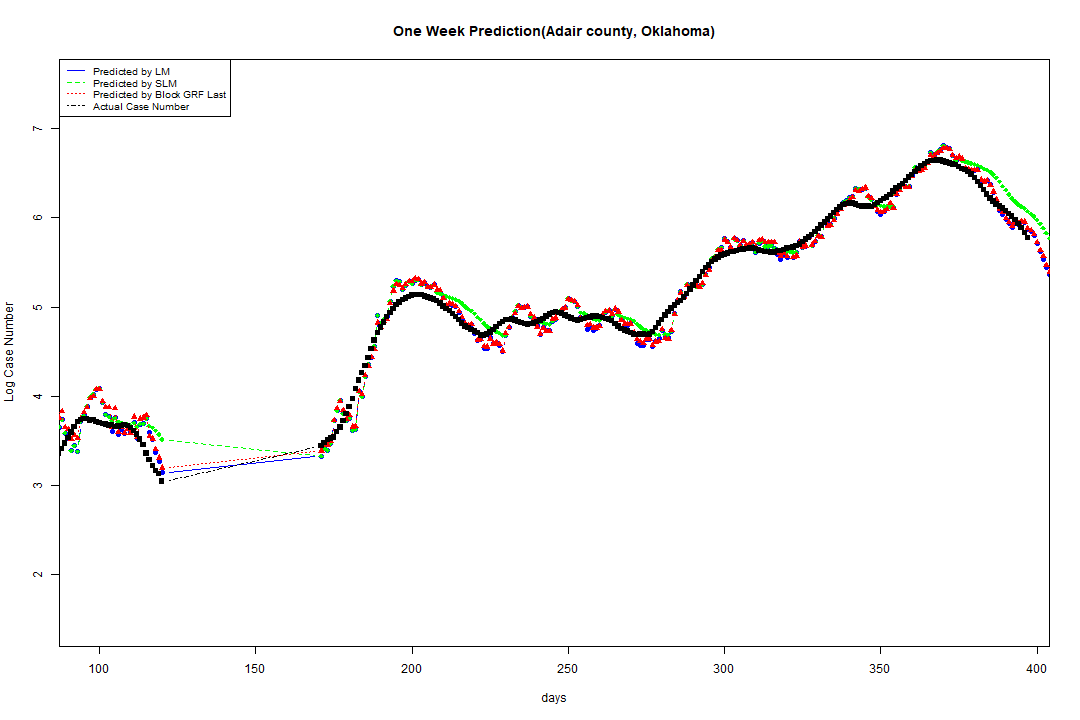 One Week Prediction(Adair county, Oklahoma)
Predicted by LM
Predicted by SLM
Predicted by Block GRF Last
Actual Case Number
Log Case Number
7
6
5
4
3
2
100 150 200 250 300 350 400
days